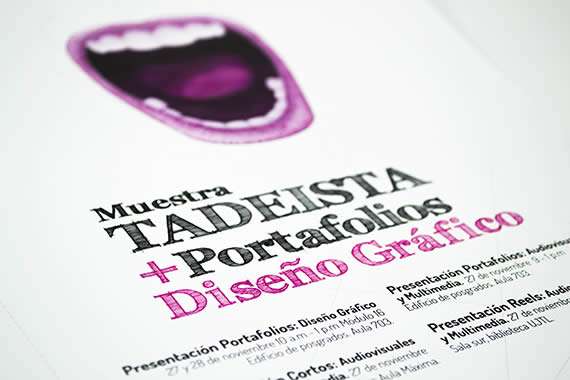 Muestra
TADEISTA
+ Portafolios
Diseño Gráfico
Presentación Portafolios: Diseño Gráfico
27 y 28 de noviembre 10 a.m - 1 p.m Módulo 16
Edificio de posgrados. Aula 703.
Cortos: Audiovisuales
27 de noviembre
Aula Máxima.
Presentación Portafolios: Audiovisuales
y Multimedia. 27 de noviembre 9 - 1 p.m
Edificio de posgrados. Aula 703.
Presentación Reels:
y Multimedia. 27 de noviembre
Sala sur, biblioteca UJTL